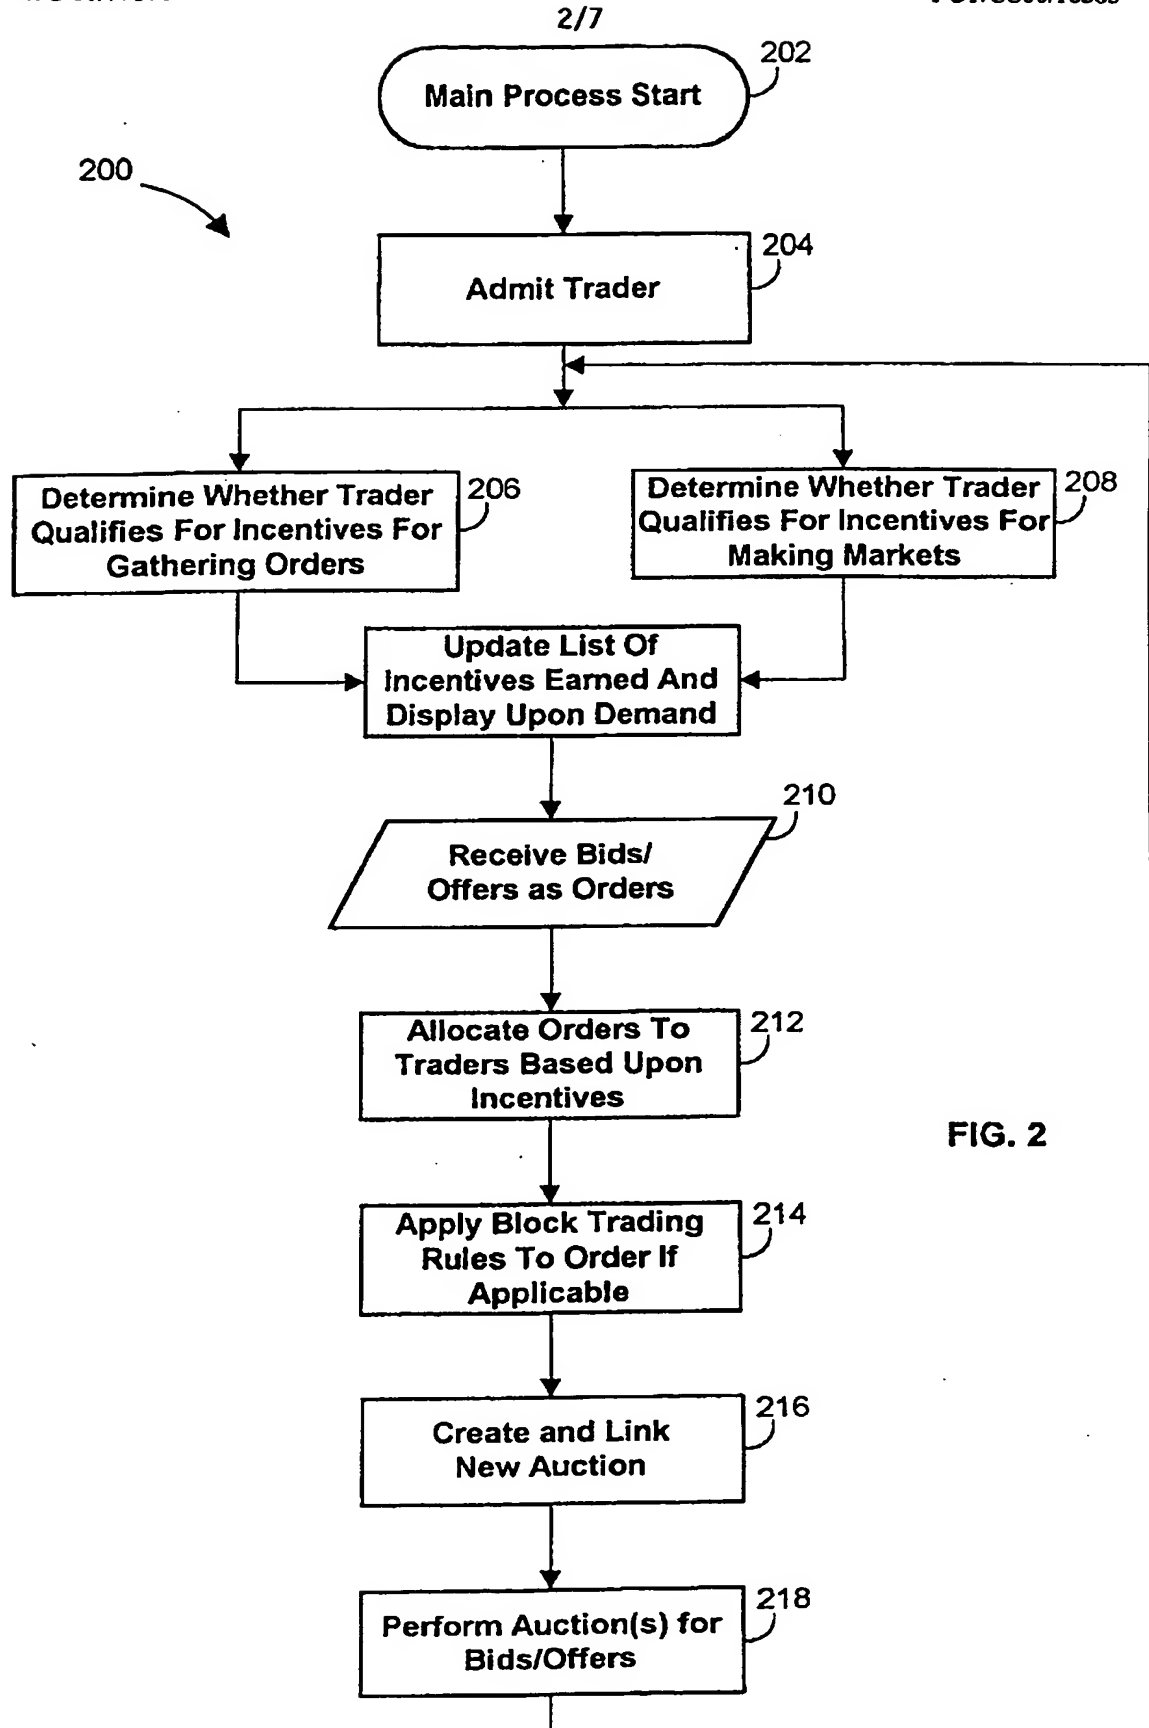 2/7
202
Main Process Start
200
204
Admit Trader
Determine Whether Trader
Qualifies For Incentives For
Gathering Orders
206
Determine Whether Trader
Qualifies For Incentives For
Making Markets
208
Update List Of
Incentives Earned And
Display Upon Demand
210
Receive Bids/
Offers as Orders
Allocate Orders To
Traders Based Upon
Incentives
212
FIG. 2
Apply Block Trading
Rules To Order If
Applicable
214
Create and Link
New Auction
216
Perform Auction(s) for
Bids/Offers
218